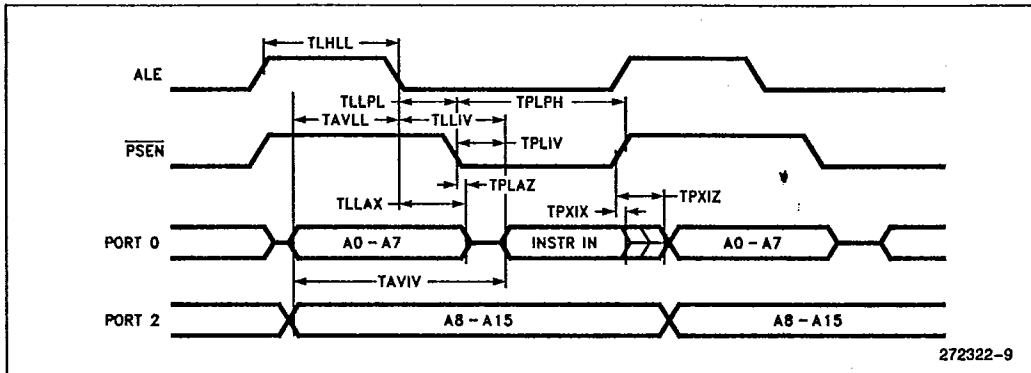 TLHLL
ALE
TLLPL
TPLPH
TAVLL
TLLIV
PSEN
TPLIV
TPLAZ
TLLAX
TPXIZ
TPXIX
PORT 0
A0-A7
INSTR IN
A0-A7
TAVIV
PORT 2
A8-A15
A8-A15
272322-9